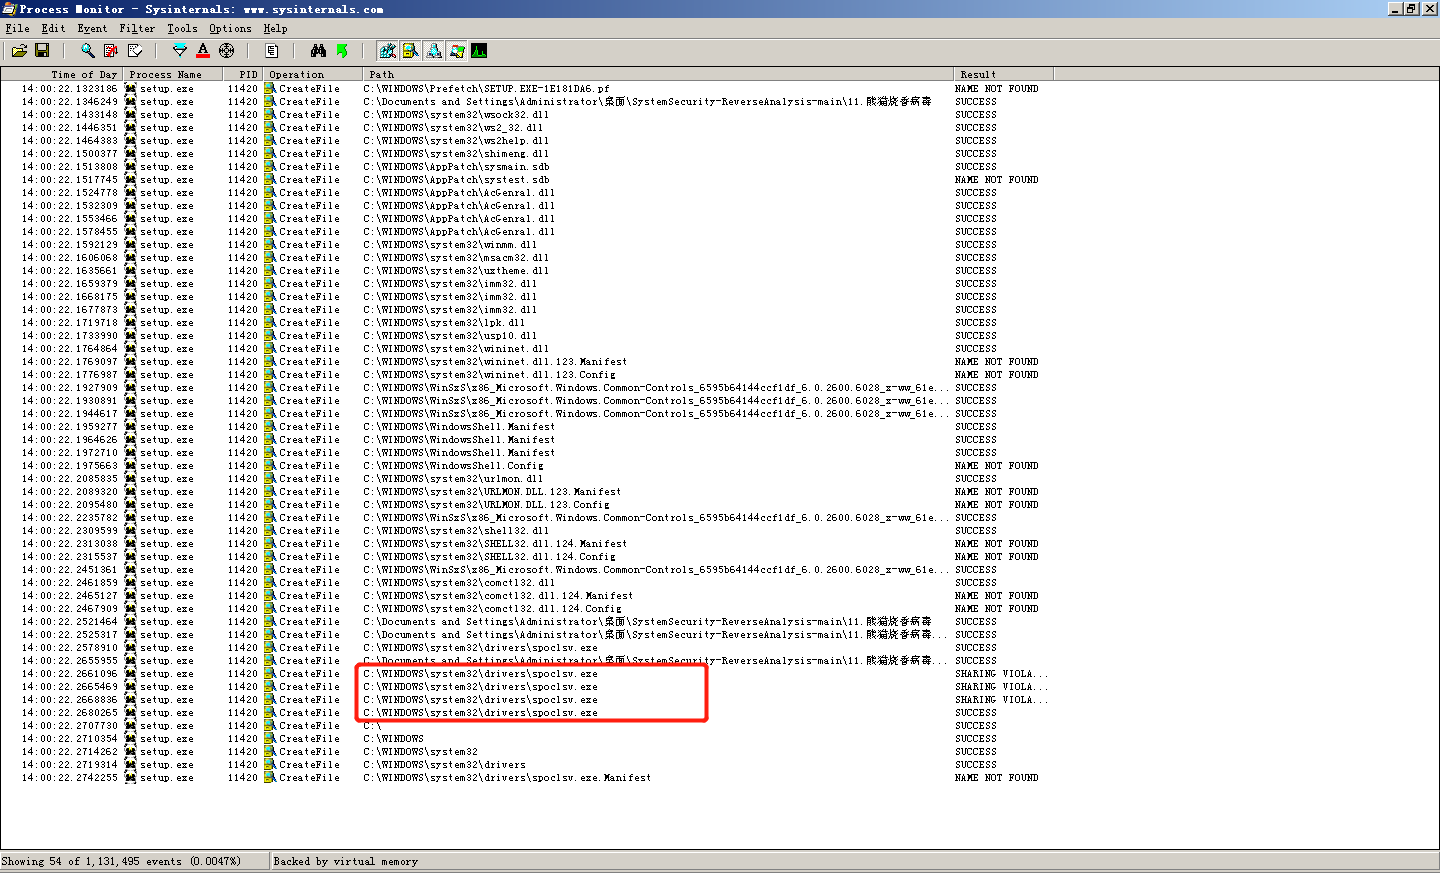 Process Monitor - Sysinternals: www.sysinternals.com
File Edit Event Filter Tools Options Help
Time of Day Process Name PID Operation Path Result
14:00:22.1323186 setup.exe 11420 CreateFile C:\WINDOWS\Prefetch\SETUP.EXE-1E181DA6.pf NAME NOT FOUND
14:00:22.1346249 setup.exe 11420 CreateFile C:\Documents and Settings\Administrator\桌面\SystemSecurity-ReverseAnalysis-main\11.熊猫烧香病毒 SUCCESS
14:00:22.1433148 setup.exe 11420 CreateFile C:\WINDOWS\system32\wsock32.dll SUCCESS
14:00:22.1446351 setup.exe 11420 CreateFile C:\WINDOWS\system32\ws2_32.dll SUCCESS
14:00:22.1464383 setup.exe 11420 CreateFile C:\WINDOWS\system32\ws2help.dll SUCCESS
14:00:22.1500377 setup.exe 11420 CreateFile C:\WINDOWS\system32\shimeng.dll SUCCESS
14:00:22.1513808 setup.exe 11420 CreateFile C:\WINDOWS\AppPatch\sysmain.sdb SUCCESS
14:00:22.1517745 setup.exe 11420 CreateFile C:\WINDOWS\AppPatch\systest.sdb NAME NOT FOUND
14:00:22.1524778 setup.exe 11420 CreateFile C:\WINDOWS\AppPatch\AcGenral.dll SUCCESS
14:00:22.1532309 setup.exe 11420 CreateFile C:\WINDOWS\AppPatch\AcGenral.dll SUCCESS
14:00:22.1553466 setup.exe 11420 CreateFile C:\WINDOWS\AppPatch\AcGenral.dll SUCCESS
14:00:22.1578455 setup.exe 11420 CreateFile C:\WINDOWS\AppPatch\AcGenral.dll SUCCESS
14:00:22.1592129 setup.exe 11420 CreateFile C:\WINDOWS\system32\winmm.dll SUCCESS
14:00:22.1606068 setup.exe 11420 CreateFile C:\WINDOWS\system32\msacm32.dll SUCCESS
14:00:22.1635661 setup.exe 11420 CreateFile C:\WINDOWS\system32\uxtheme.dll SUCCESS
14:00:22.1659379 setup.exe 11420 CreateFile C:\WINDOWS\system32\imm32.dll SUCCESS
14:00:22.1668175 setup.exe 11420 CreateFile C:\WINDOWS\system32\imm32.dll SUCCESS
14:00:22.1677873 setup.exe 11420 CreateFile C:\WINDOWS\system32\imm32.dll SUCCESS
14:00:22.1719718 setup.exe 11420 CreateFile C:\WINDOWS\system32\lpk.dll SUCCESS
14:00:22.1733990 setup.exe 11420 CreateFile C:\WINDOWS\system32\usp10.dll SUCCESS
14:00:22.1764864 setup.exe 11420 CreateFile C:\WINDOWS\system32\wininet.dll SUCCESS
14:00:22.1769097 setup.exe 11420 CreateFile C:\WINDOWS\system32\wininet.dll.123.Manifest NAME NOT FOUND
14:00:22.1776987 setup.exe 11420 CreateFile C:\WINDOWS\system32\wininet.dll.123.Config NAME NOT FOUND
14:00:22.1927909 setup.exe 11420 CreateFile C:\WINDOWS\WinSxS\x86_Microsoft.Windows.Common-Controls_6595b64144ccf1df_6.0.2600.6028_x-ww_61e... SUCCESS
14:00:22.1930891 setup.exe 11420 CreateFile C:\WINDOWS\WinSxS\x86_Microsoft.Windows.Common-Controls_6595b64144ccf1df_6.0.2600.6028_x-ww_61e... SUCCESS
14:00:22.1944617 setup.exe 11420 CreateFile C:\WINDOWS\WinSxS\x86_Microsoft.Windows.Common-Controls_6595b64144ccf1df_6.0.2600.6028_x-ww_61e... SUCCESS
14:00:22.1959277 setup.exe 11420 CreateFile C:\WINDOWS\WindowsShell.Manifest SUCCESS
14:00:22.1964626 setup.exe 11420 CreateFile C:\WINDOWS\WindowsShell.Manifest SUCCESS
14:00:22.1972710 setup.exe 11420 CreateFile C:\WINDOWS\WindowsShell.Manifest SUCCESS
14:00:22.1975663 setup.exe 11420 CreateFile C:\WINDOWS\WindowsShell.Config NAME NOT FOUND
14:00:22.2085835 setup.exe 11420 CreateFile C:\WINDOWS\system32\urlmon.dll SUCCESS
14:00:22.2089320 setup.exe 11420 CreateFile C:\WINDOWS\system32\URLMON.DLL.123.Manifest NAME NOT FOUND
14:00:22.2095480 setup.exe 11420 CreateFile C:\WINDOWS\system32\URLMON.DLL.123.Config NAME NOT FOUND
14:00:22.2235782 setup.exe 11420 CreateFile C:\WINDOWS\WinSxS\x86_Microsoft.Windows.Common-Controls_6595b64144ccf1df_6.0.2600.6028_x-ww_61e... SUCCESS
14:00:22.2309599 setup.exe 11420 CreateFile C:\WINDOWS\system32\shell32.dll SUCCESS
14:00:22.2313038 setup.exe 11420 CreateFile C:\WINDOWS\system32\SHELL32.dll.124.Manifest NAME NOT FOUND
14:00:22.2315537 setup.exe 11420 CreateFile C:\WINDOWS\system32\SHELL32.dll.124.Config NAME NOT FOUND
14:00:22.2451361 setup.exe 11420 CreateFile C:\WINDOWS\WinSxS\x86_Microsoft.Windows.Common-Controls_6595b64144ccf1df_6.0.2600.6028_x-ww_61e... SUCCESS
14:00:22.2461859 setup.exe 11420 CreateFile C:\WINDOWS\system32\comctl32.dll SUCCESS
14:00:22.2465127 setup.exe 11420 CreateFile C:\WINDOWS\system32\comctl32.dll.124.Manifest NAME NOT FOUND
14:00:22.2467909 setup.exe 11420 CreateFile C:\WINDOWS\system32\comctl32.dll.124.Config NAME NOT FOUND
14:00:22.2521464 setup.exe 11420 CreateFile C:\Documents and Settings\Administrator\桌面\SystemSecurity-ReverseAnalysis-main\11.熊猫烧香病毒 SUCCESS
14:00:22.2525317 setup.exe 11420 CreateFile C:\Documents and Settings\Administrator\桌面\SystemSecurity-ReverseAnalysis-main\11.熊猫烧香病毒... SUCCESS
14:00:22.2578910 setup.exe 11420 CreateFile C:\WINDOWS\system32\drivers\spoclsv.exe SUCCESS
14:00:22.2655955 setup.exe 11420 CreateFile C:\Documents and Settings\Administrator\桌面\SystemSecurity-ReverseAnalysis-main\11.熊猫烧香病毒... SUCCESS
14:00:22.2661096 setup.exe 11420 CreateFile C:\WINDOWS\system32\drivers\spoclsv.exe SHARING VIOLA...
14:00:22.2665469 setup.exe 11420 CreateFile C:\WINDOWS\system32\drivers\spoclsv.exe SHARING VIOLA...
14:00:22.2668836 setup.exe 11420 CreateFile C:\WINDOWS\system32\drivers\spoclsv.exe SHARING VIOLA...
14:00:22.2680265 setup.exe 11420 CreateFile C:\WINDOWS\system32\drivers\spoclsv.exe SUCCESS
14:00:22.2707730 setup.exe 11420 CreateFile C:\ SUCCESS
14:00:22.2710354 setup.exe 11420 CreateFile C:\WINDOWS SUCCESS
14:00:22.2714262 setup.exe 11420 CreateFile C:\WINDOWS\system32 SUCCESS
14:00:22.2719314 setup.exe 11420 CreateFile C:\WINDOWS\system32\drivers SUCCESS
14:00:22.2742255 setup.exe 11420 CreateFile C:\WINDOWS\system32\drivers\spoclsv.exe.Manifest NAME NOT FOUND
Showing 54 of 1,131,495 events (0.0047%) Backed by virtual memory